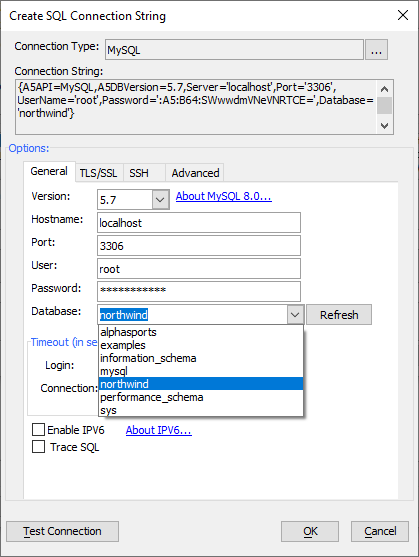 Create SQL Connection String
Connection Type: MySQL ...
Connection String:
{A5API=MySQL,A5DBVersion=5.7,Server='localhost',Port='3306',
UserName='root',Password=':A5:B64:SWwwdmVNeVNRTCE=',Database=
'northwind'}
Options:
General TLS/SSL SSH Advanced
Version: 5.7 About MySQL 8.0...
Hostname: localhost
Port: 3306
User: root
Password: ***********
Database: northwind Refresh
alphasports
examples
Timeout (in se
information_schema
Login: mysql
northwind
Connection: performance_schema
sys
Enable IPV6 About IPV6...
Trace SQL
Test Connection OK Cancel